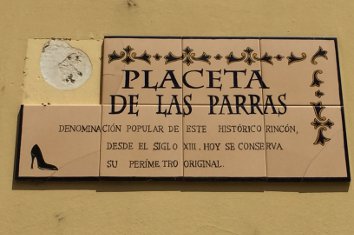 PLACETA
DE LAS PARRAS
DENOMINACIÓN POPULAR DE ESTE HISTÓRICO RINCÓN,
DESDE EL SIGLO XIII. HOY SE CONSERVA
SU PERÍMETRO ORIGINAL.